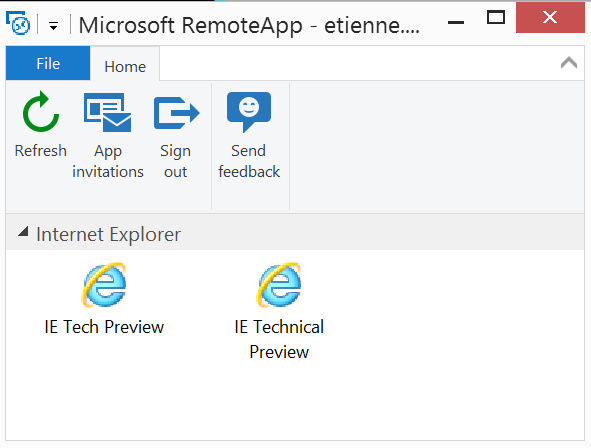 Microsoft RemoteApp - etienne....
File
Home
Refresh
App
invitations
Sign
out
Send
feedback
Internet Explorer
IE Tech Preview
IE Technical
Preview